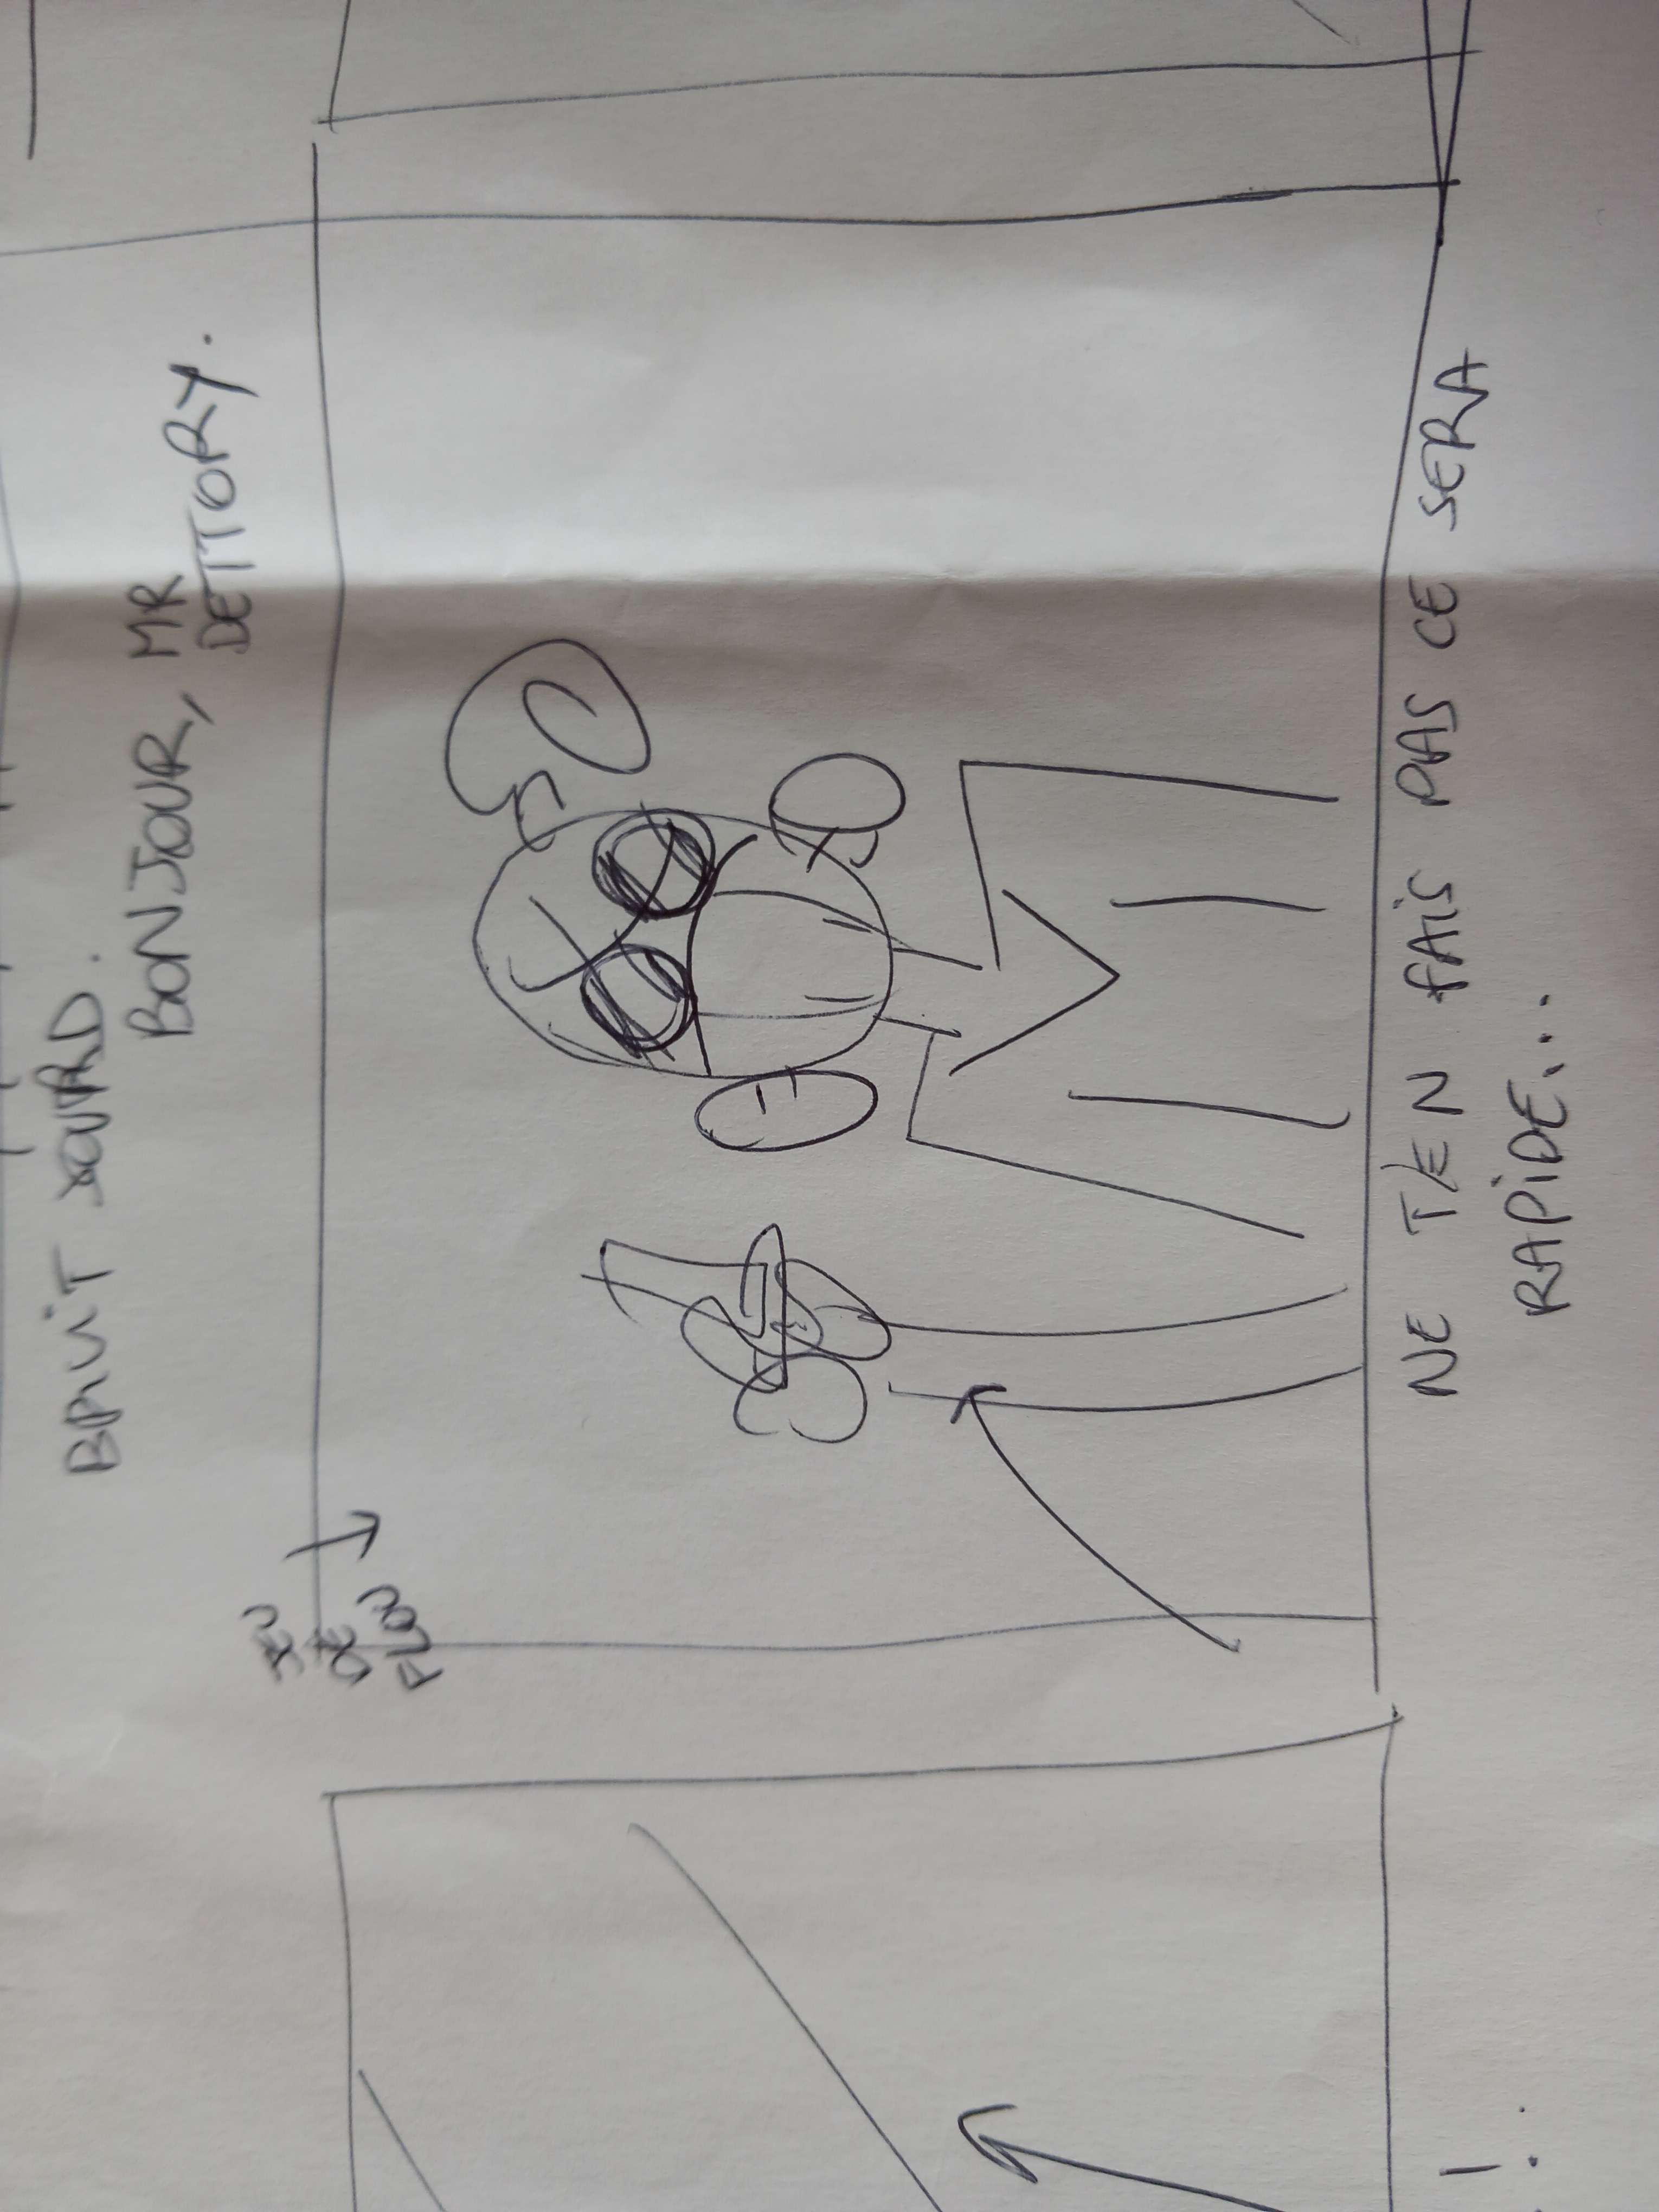 BRUIT SOURD.
BONJOUR, MR
DETTORY.
JEU
DE
FLOU
NE T'EN FAIS PAS CE SERA
RAPIDE...
!